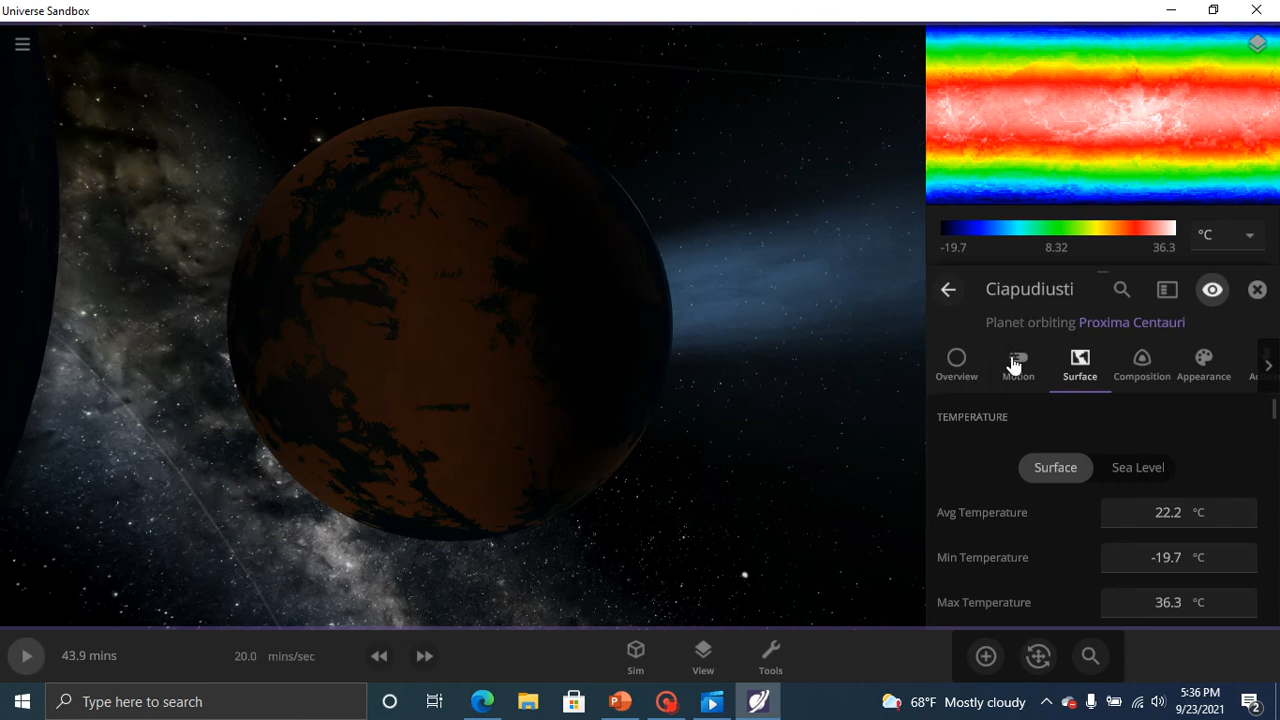 Universe Sandbox
-19.7 8.32 36.3 °C
Ciapudiusti
Planet orbiting Proxima Centauri
Overview Motion Surface Composition Appearance
TEMPERATURE
Surface Sea Level
Avg Temperature 22.2 °C
Min Temperature -19.7 °C
Max Temperature 36.3 °C
43.9 mins 20.0 mins/sec Sim View Tools
Type here to search 68°F Mostly cloudy 5:36 PM
9/23/2021 2